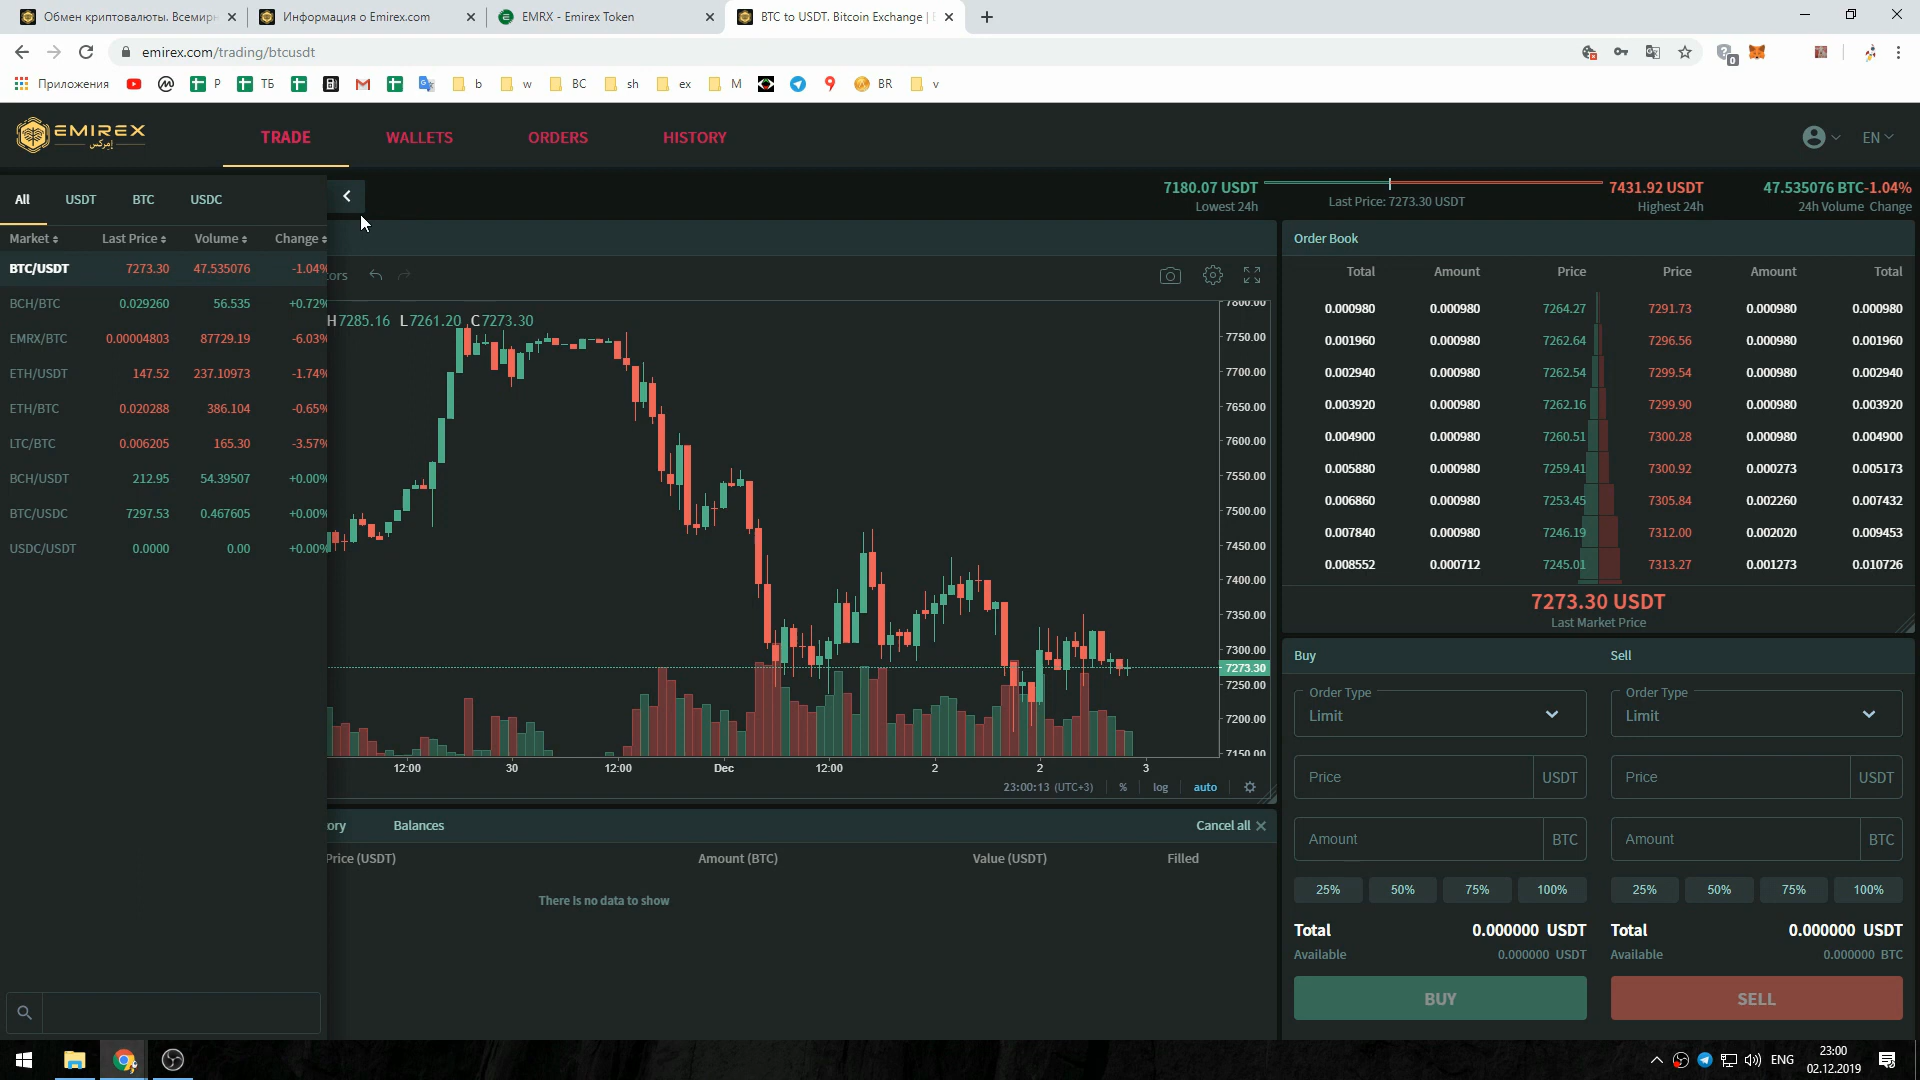 Обмен криптовалюты. Всемирн
Информация о Emirex.com
EMRX - Emirex Token
BTC to USDT. Bitcoin Exchange |
emirex.com/trading/btcusdt
0
Приложения
P
ТБ
b
w
BC
sh
ex
M
BR
v
EMIREX
إمركس
TRADE
WALLETS
ORDERS
HISTORY
EN
All
USDT
BTC
USDC
7180.07 USDT
Lowest 24h
Last Price: 7273.30 USDT
7431.92 USDT
Highest 24h
47.535076 BTC-1.04%
24h Volume Change
Market Last Price Volume Change
BTC/USDT 7273.30 47.535076 -1.04%
BCH/BTC 0.029260 56.535 +0.72%
EMRX/BTC 0.00004803 87729.19 -6.03%
ETH/USDT 147.52 237.10973 -1.74%
ETH/BTC 0.020288 386.104 -0.65%
LTC/BTC 0.006205 165.30 -3.57%
BCH/USDT 212.95 54.39507 +0.00%
BTC/USDC 7297.53 0.467605 +0.00%
USDC/USDT 0.0000 0.00 +0.00%
ors
H7285.16 L7261.20 C7273.30
7800.00
7750.00
7700.00
7650.00
7600.00
7550.00
7500.00
7450.00
7400.00
7350.00
7300.00
7273.30
7250.00
7200.00
7150.00
12:00 30 12:00 Dec 12:00 2 2 3
23:00:13 (UTC+3) % log auto
ory
Balances
Cancel all
Price (USDT) Amount (BTC) Value (USDT) Filled
There is no data to show
Order Book
Total Amount Price Price Amount Total
0.000980 0.000980 7264.27 7291.73 0.000980 0.000980
0.001960 0.000980 7262.64 7296.56 0.000980 0.001960
0.002940 0.000980 7262.54 7299.54 0.000980 0.002940
0.003920 0.000980 7262.16 7299.90 0.000980 0.003920
0.004900 0.000980 7260.51 7300.28 0.000980 0.004900
0.005880 0.000980 7259.41 7300.92 0.000273 0.005173
0.006860 0.000980 7253.45 7305.84 0.002260 0.007432
0.007840 0.000980 7246.19 7312.00 0.002020 0.009453
0.008552 0.000712 7245.01 7313.27 0.001273 0.010726
7273.30 USDT
Last Market Price
Buy
Order Type
Limit
Price USDT
Amount BTC
25% 50% 75% 100%
Total 0.000000 USDT
Available 0.000000 USDT
BUY
Sell
Order Type
Limit
Price USDT
Amount BTC
25% 50% 75% 100%
Total 0.000000 USDT
Available 0.000000 BTC
SELL
ENG
23:00
02.12.2019